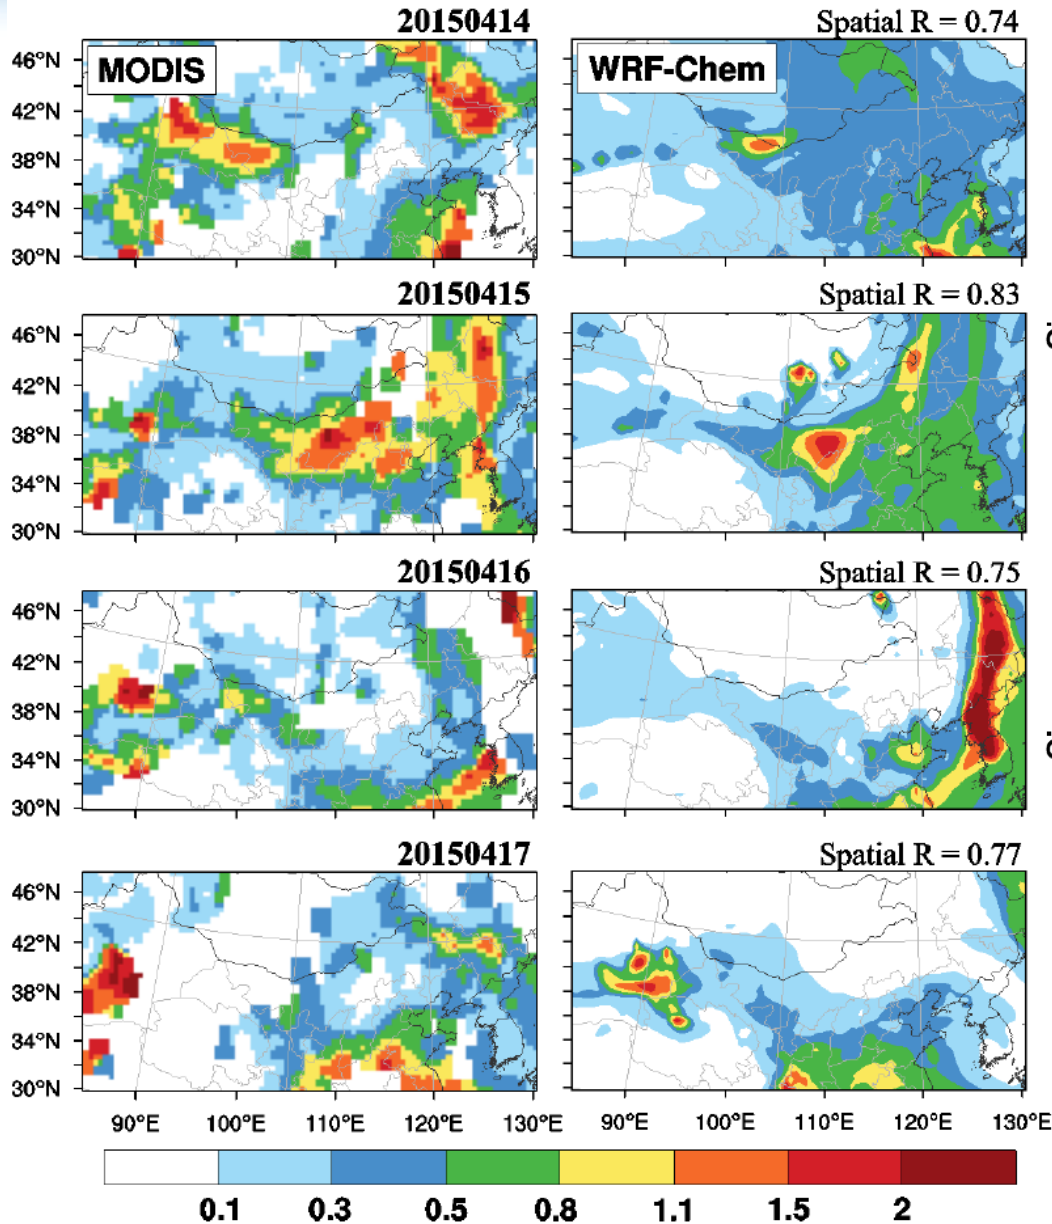 20150414 Spatial R = 0.74
MODIS WRF-Chem
46°N
42°N
38°N
34°N
30°N
20150415 Spatial R = 0.83
46°N
42°N
38°N
34°N
30°N
20150416 Spatial R = 0.75
46°N
42°N
38°N
34°N
30°N
20150417 Spatial R = 0.77
46°N
42°N
38°N
34°N
30°N
90°E 100°E 110°E 120°E 130°E 90°E 100°E 110°E 120°E 130°E
0.1 0.3 0.5 0.8 1.1 1.5 2